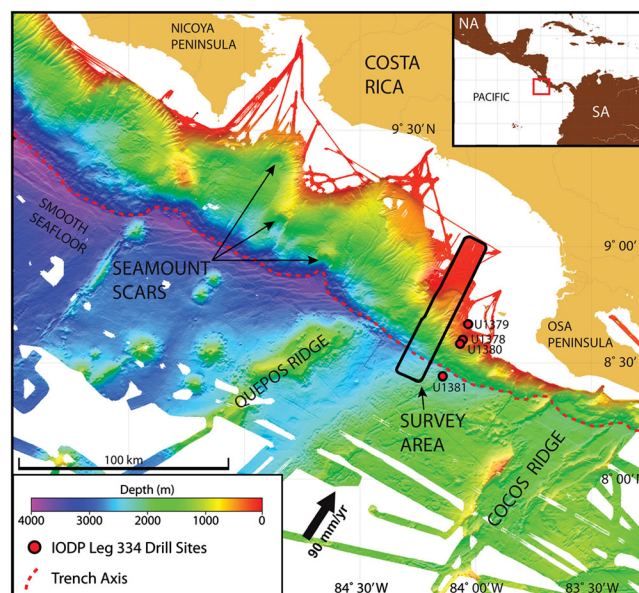 NICOYA
PENINSULA
COSTA
RICA
NA
PACIFIC
SA
9° 30' N
9° 00'
8° 30'
8° 00' N
SMOOTH
SEAFLOOR
SEAMOUNT
SCARS
QUEPOS RIDGE
U1379
U1378
U1380
U1381
OSA
PENINSULA
SURVEY
AREA
COCOS RIDGE
100 km
90 mm/yr
Depth (m)
4000 3000 2000 1000 0
IODP Leg 334 Drill Sites
Trench Axis
84° 30' W
84° 00' W
83° 30' W